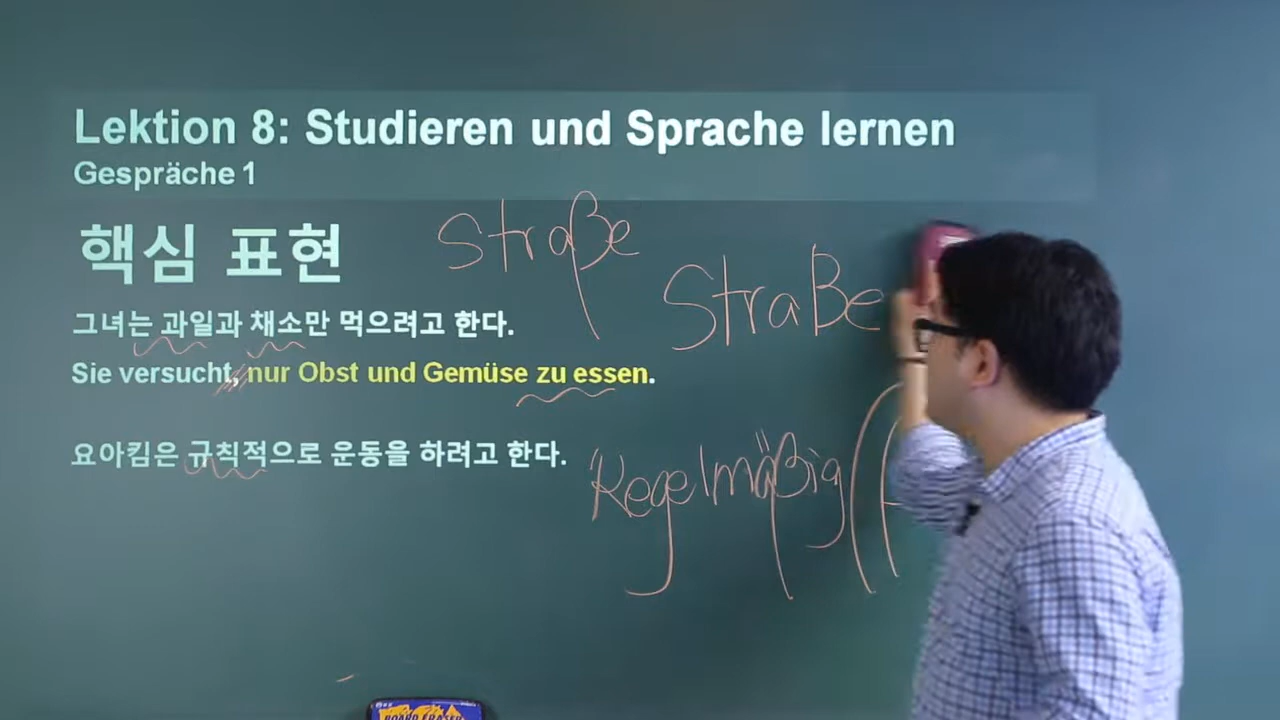 Lektion 8: Studieren und Sprache lernen
Gespräche 1
핵심 표현
Straße
Straße
그녀는 과일과 채소만 먹으려고 한다.
Sie versucht, nur Obst und Gemüse zu essen.
요아킴은 규칙적으로 운동을 하려고 한다.
Regelmäßig
BOARD ERASER